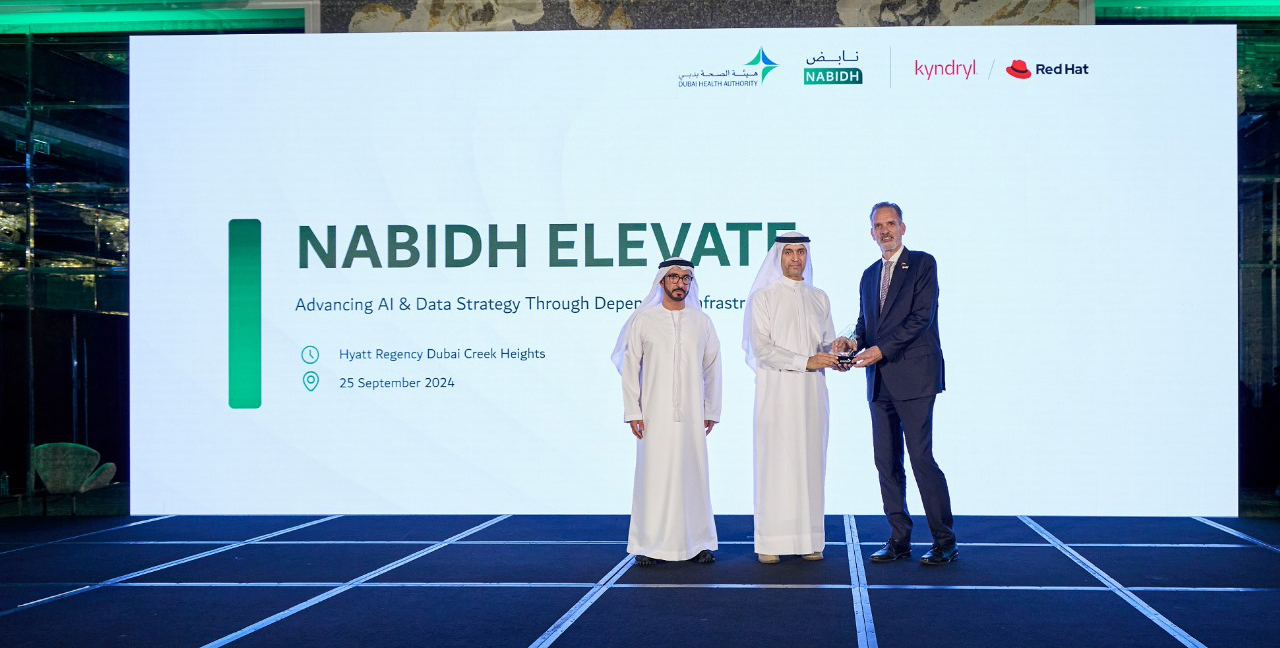 هيئة الصحة بدبي
DUBAI HEALTH AUTHORITY
نابض
NABIDH
kyndryl
Red Hat
NABIDH ELEVATE
Advancing AI & Data Strategy Through
Hyatt Regency Dubai Creek Heights
25 September 2024